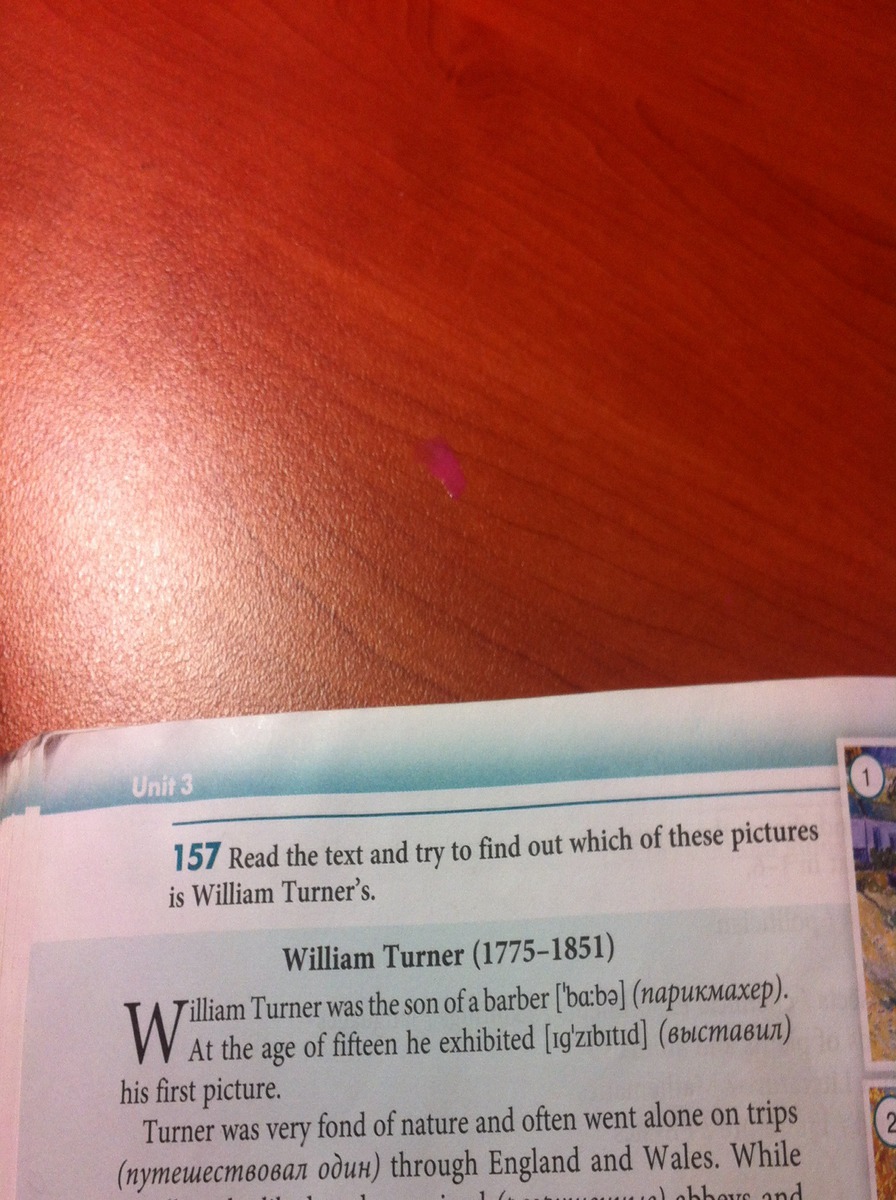 Unit 3
1
157 Read the text and try to find out which of these pictures
is William Turner's.
William Turner (1775–1851)
William Turner was the son of a barber ['bɑ:bə] (парикмахер).
At the age of fifteen he exhibited [ɪg'zɪbɪtɪd] (выставил)
his first picture.
Turner was very fond of nature and often went alone on trips
(путешествовал один) through England and Wales. While
abbeys and
2